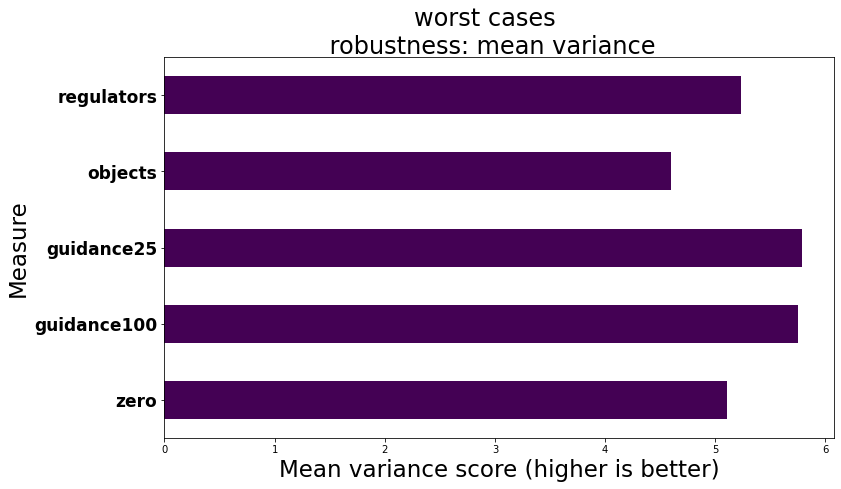 worst cases
robustness: mean variance
regulators
objects
guidance25
guidance100
zero
Measure
0 1 2 3 4 5 6
Mean variance score (higher is better)